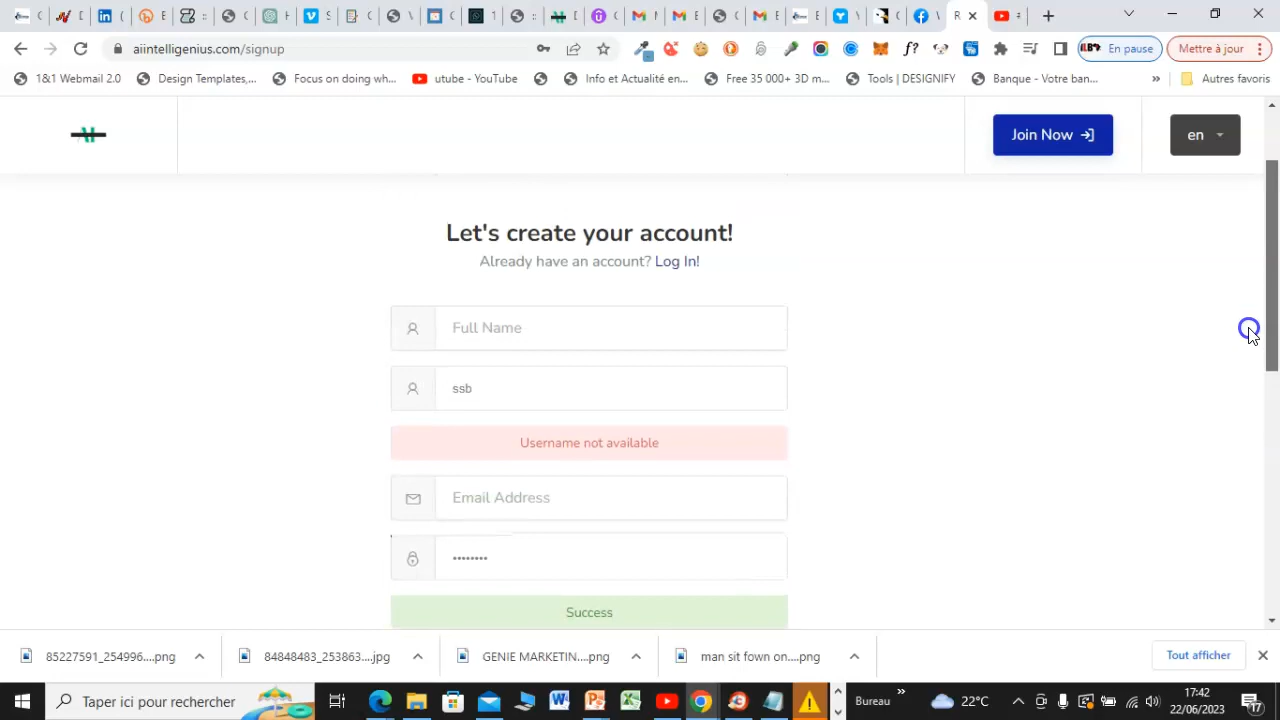 aiintelligenius.com/signup
En pause
Mettre à jour
1&1 Webmail 2.0
Design Templates,...
Focus on doing wh...
utube - YouTube
Info et Actualité en...
Free 35 000+ 3D m...
Tools | DESIGNIFY
Banque - Votre ban...
»
Autres favoris
Join Now
en
Let's create your account!
Already have an account? Log In!
Full Name
ssb
Username not available
Email Address
••••••••
Success
85227591_254996....png
84848483_253863....jpg
GENIE MARKETIN....png
man sit fown on....png
Tout afficher
Taper ici pour rechercher
Bureau
»
22°C
17:42
22/06/2023
17